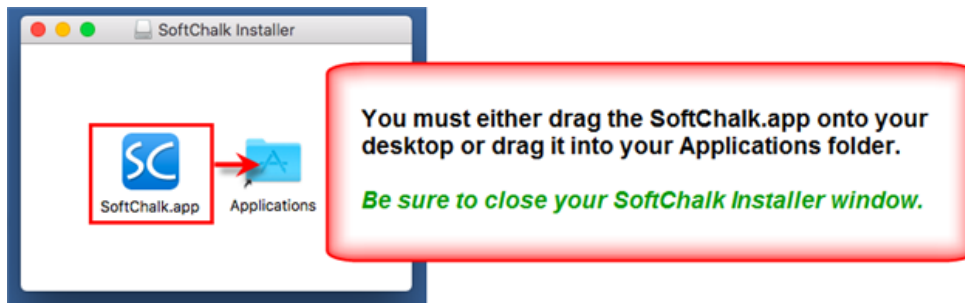 SoftChalk Installer
You must either drag the SoftChalk.app onto your
desktop or drag it into your Applications folder.
Be sure to close your SoftChalk Installer window.
SC
SoftChalk.app
Applications